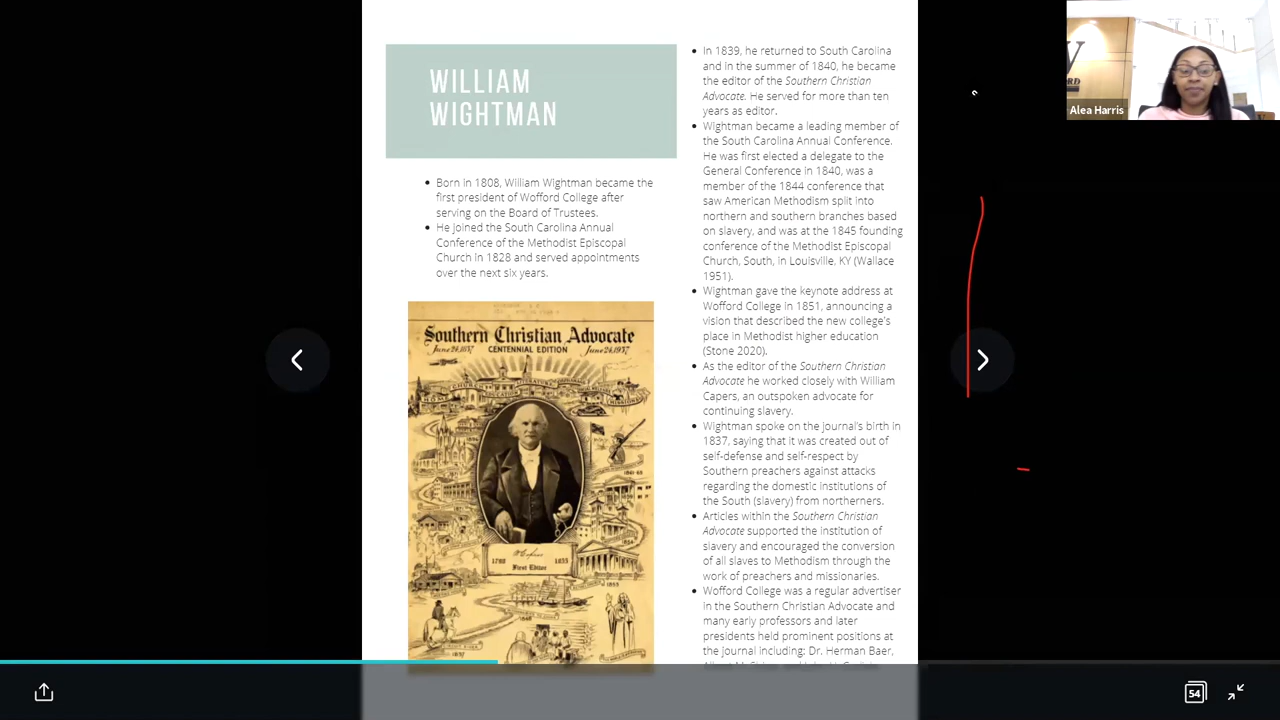 WILLIAM
WIGHTMAN
Born in 1808, William Wightman became the
first president of Wofford College after
serving on the Board of Trustees.
He joined the South Carolina Annual
Conference of the Methodist Episcopal
Church in 1828 and served appointments
over the next six years.
Southern Christian Advocate
June 24, 1837
CENTENNIAL EDITION
June 24, 1937
1861-65
1854
1788
1855
First Editor
In 1839, he returned to South Carolina
and in the summer of 1840, he became
the editor of the Southern Christian
Advocate. He served for more than ten
years as editor.
Wightman became a leading member of
the South Carolina Annual Conference.
He was first elected a delegate to the
General Conference in 1840, was a
member of the 1844 conference that
saw American Methodism split into
northern and southern branches based
on slavery, and was at the 1845 founding
conference of the Methodist Episcopal
Church, South, in Louisville, KY (Wallace
1951).
Wightman gave the keynote address at
Wofford College in 1851, announcing a
vision that described the new college's
place in Methodist higher education
(Stone 2020).
As the editor of the Southern Christian
Advocate he worked closely with William
Capers, an outspoken advocate for
continuing slavery.
Wightman spoke on the journal's birth in
1837, saying that it was created out of
self-defense and self-respect by
Southern preachers against attacks
regarding the domestic institutions of
the South (slavery) from northerners.
Articles within the Southern Christian
Advocate supported the institution of
slavery and encouraged the conversion
of all slaves to Methodism through the
work of preachers and missionaries.
Wofford College was a regular advertiser
in the Southern Christian Advocate and
many early professors and later
presidents held prominent positions at
the journal including: Dr. Herman Baer,
Alea Harris
54